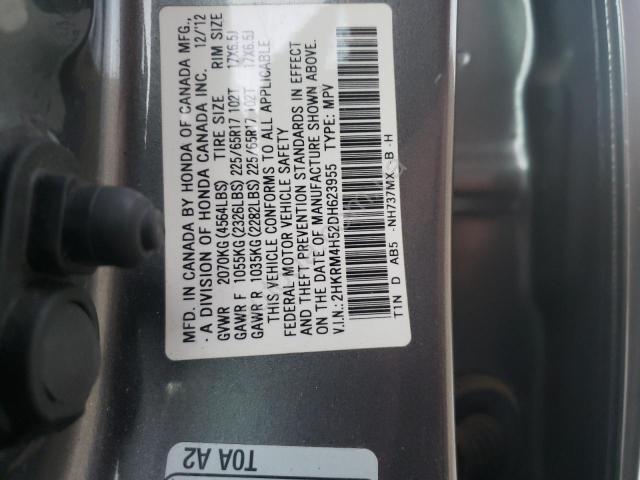 MFD. IN CANADA BY HONDA OF CANADA MFG.,
A DIVISION OF HONDA CANADA INC. 12/12
GVWR 2070KG (4564LBS) TIRE SIZE RIM SIZE
GAWR F 1055KG (2326LBS) 225/65R17 102T 17X6.5J
GAWR R 1035KG (2282LBS) 225/65R17 102T 17X6.5J
THIS VEHICLE CONFORMS TO ALL APPLICABLE
FEDERAL MOTOR VEHICLE SAFETY
AND THEFT PREVENTION STANDARDS IN EFFECT
ON THE DATE OF MANUFACTURE SHOWN ABOVE.
V.I.N.: 2HKRM4H52DH623955 TYPE: MPV
T1N D AB5 -NH737MX -B -H
T0A A2